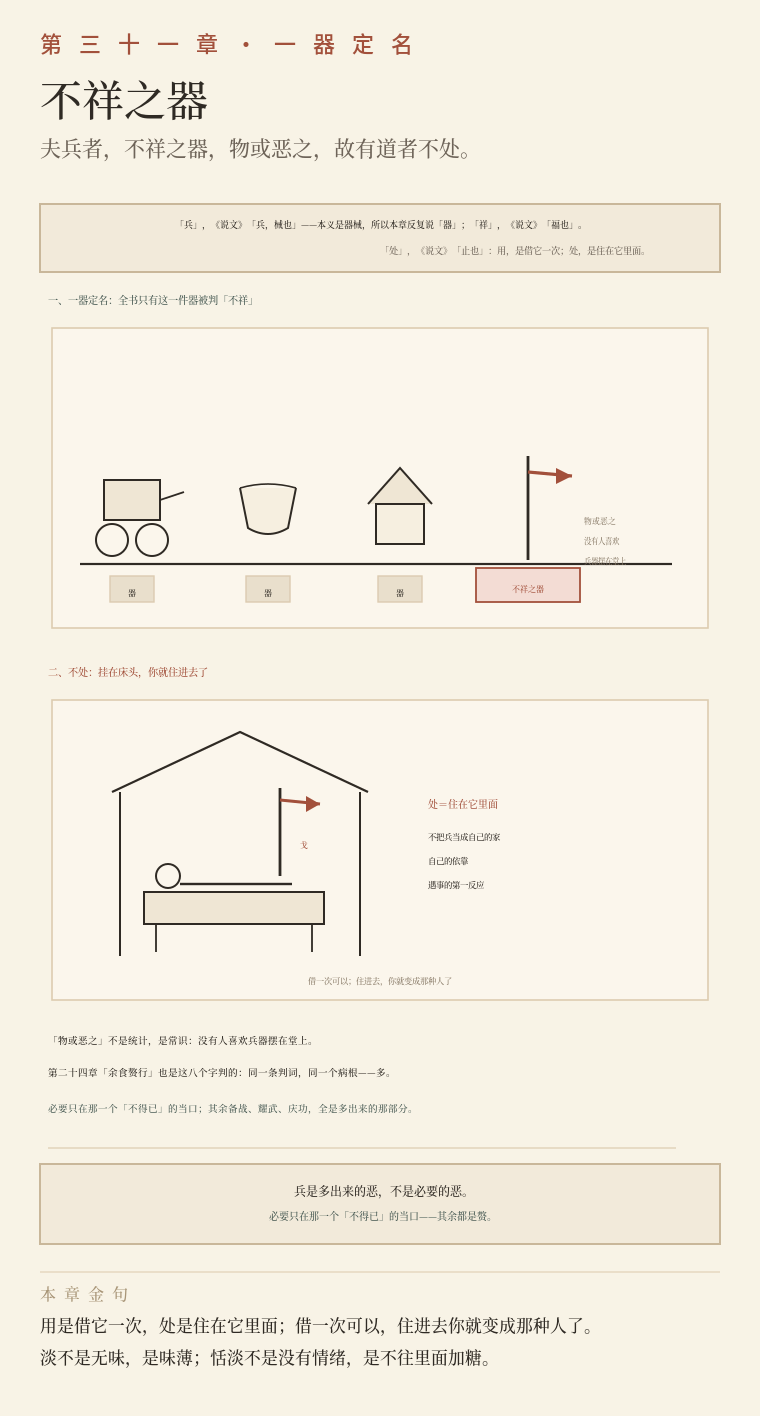 第三十一章·一器定名
不祥之器
夫兵者，不祥之器，物或恶之，故有道者不处。
「兵」，《说文》「兵，械也」——本义是器械，所以本章反复说「器」；「祥」，《说文》「福也」。
「处」，《说文》「止也」：用，是借它一次；处，是住在它里面。
一、一器定名：全书只有这一件器被判「不祥」
物或恶之
没有人喜欢
兵器摆在堂上
器
器
器
不祥之器
二、不处：挂在床头，你就住进去了
处＝住在它里面
不把兵当成自己的家
自己的依靠
遇事的第一反应
戈
借一次可以；住进去，你就变成那种人了
「物或恶之」不是统计，是常识：没有人喜欢兵器摆在堂上。
第二十四章「余食赘行」也是这八个字判的：同一条判词，同一个病根——多。
必要只在那一个「不得已」的当口；其余备战、耀武、庆功，全是多出来的那部分。
兵是多出来的恶，不是必要的恶。
必要只在那一个「不得已」的当口——其余都是赘。
本章金句
用是借它一次，处是住在它里面；借一次可以，住进去你就变成那种人了。
淡不是无味，是味薄；恬淡不是没有情绪，是不往里面加糖。